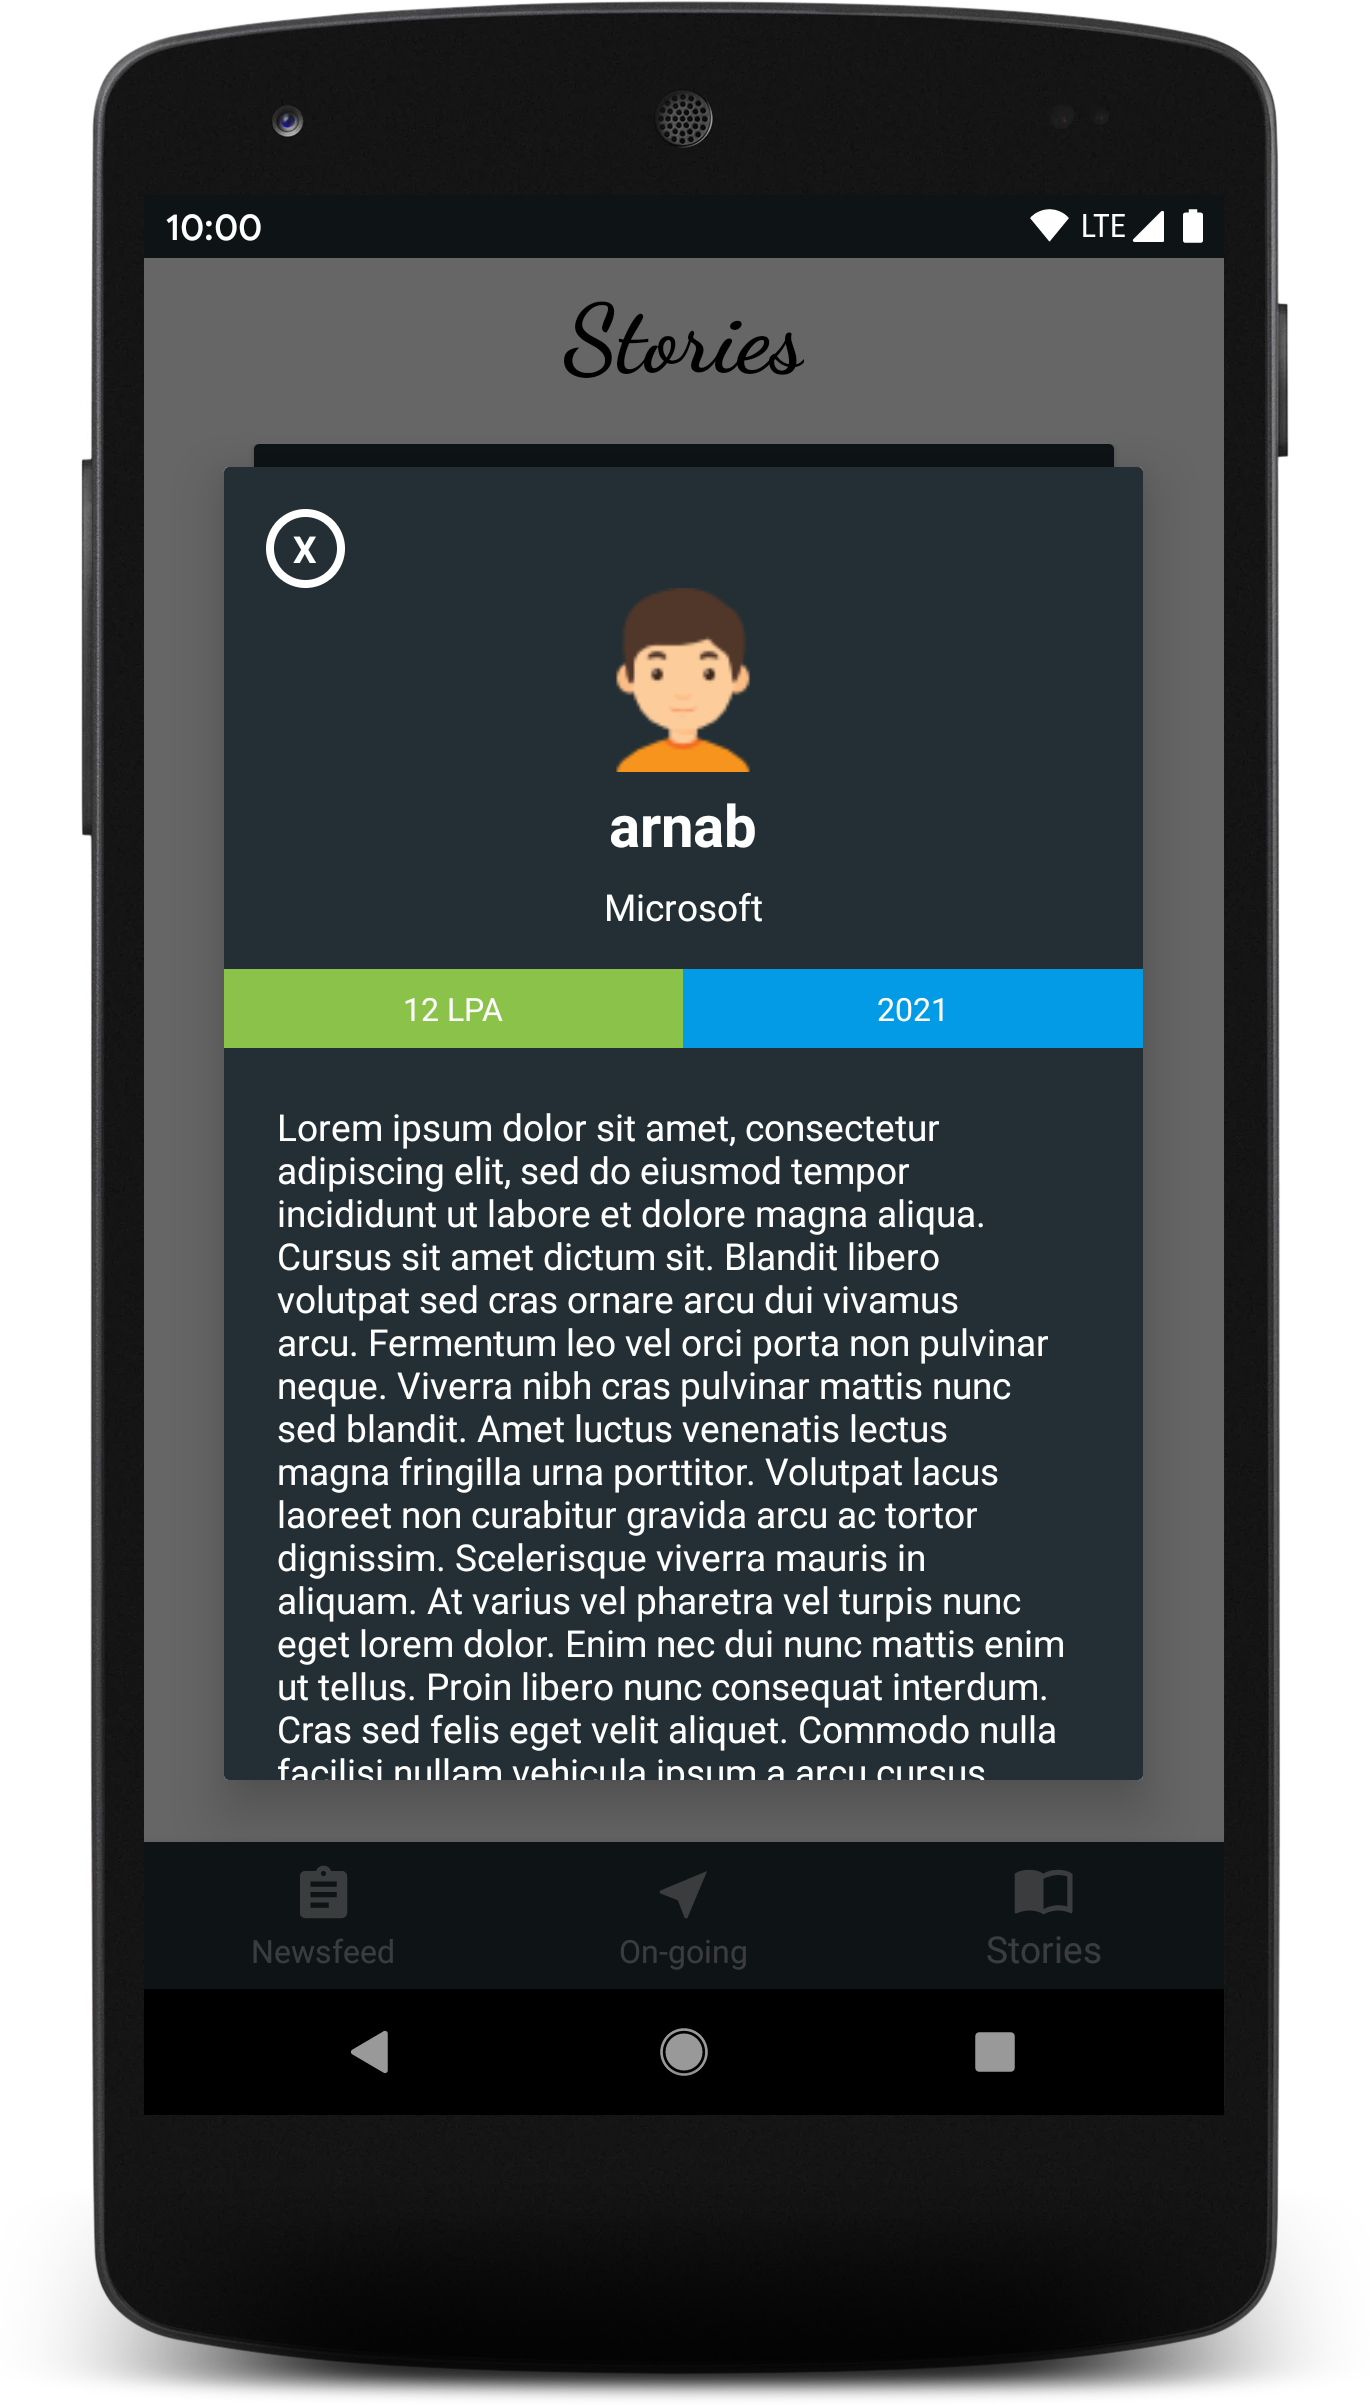 10:00 LTE
Stories
X
arnab
Microsoft
12 LPA 2021
Lorem ipsum dolor sit amet, consectetur
adipiscing elit, sed do eiusmod tempor
incididunt ut labore et dolore magna aliqua.
Cursus sit amet dictum sit. Blandit libero
volutpat sed cras ornare arcu dui vivamus
arcu. Fermentum leo vel orci porta non pulvinar
neque. Viverra nibh cras pulvinar mattis nunc
sed blandit. Amet luctus venenatis lectus
magna fringilla urna porttitor. Volutpat lacus
laoreet non curabitur gravida arcu ac tortor
dignissim. Scelerisque viverra mauris in
aliquam. At varius vel pharetra vel turpis nunc
eget lorem dolor. Enim nec dui nunc mattis enim
ut tellus. Proin libero nunc consequat interdum.
Cras sed felis eget velit aliquet. Commodo nulla
facilisi nullam vehicula ipsum a arcu cursus
Newsfeed On-going Stories